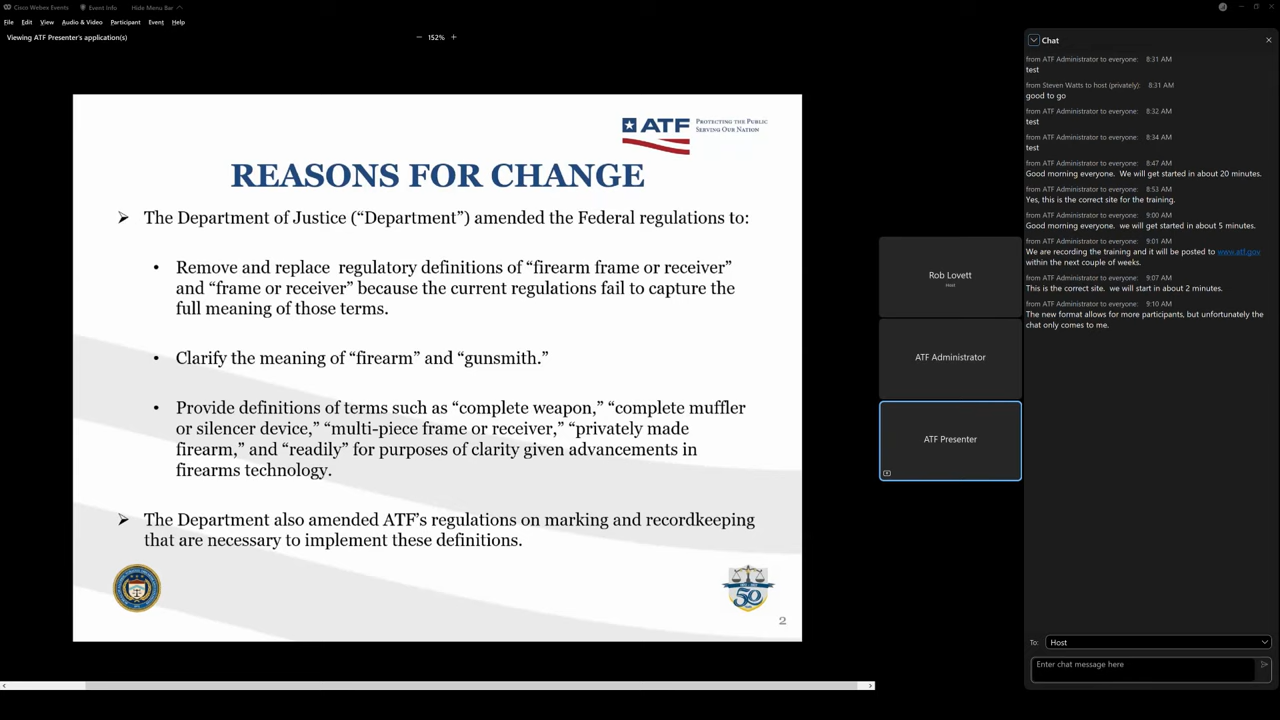 Cisco Webex Events
Event Info
Hide Menu Bar
File Edit View Audio & Video Participant Event Help
Viewing ATF Presenter's application(s)
152%
ATF
PROTECTING THE PUBLIC
SERVING OUR NATION
REASONS FOR CHANGE
The Department of Justice (“Department”) amended the Federal regulations to:
• Remove and replace regulatory definitions of “firearm frame or receiver”
and “frame or receiver” because the current regulations fail to capture the
full meaning of those terms.
• Clarify the meaning of “firearm” and “gunsmith.”
• Provide definitions of terms such as “complete weapon,” “complete muffler
or silencer device,” “multi-piece frame or receiver,” “privately made
firearm,” and “readily” for purposes of clarity given advancements in
firearms technology.
The Department also amended ATF’s regulations on marking and recordkeeping
that are necessary to implement these definitions.
50
2
Rob Lovett
Host
ATF Administrator
ATF Presenter
Chat
from ATF Administrator to everyone: 8:31 AM
test
from Steven Watts to host (privately): 8:31 AM
good to go
from ATF Administrator to everyone: 8:32 AM
test
from ATF Administrator to everyone: 8:34 AM
test
from ATF Administrator to everyone: 8:47 AM
Good morning everyone. We will get started in about 20 minutes.
from ATF Administrator to everyone: 8:53 AM
Yes, this is the correct site for the training.
from ATF Administrator to everyone: 9:00 AM
Good morning everyone. we will get started in about 5 minutes.
from ATF Administrator to everyone: 9:01 AM
We are recording the training and it will be posted to www.atf.gov
within the next couple of weeks.
from ATF Administrator to everyone: 9:07 AM
This is the correct site. we will start in about 2 minutes.
from ATF Administrator to everyone: 9:10 AM
The new format allows for more participants, but unfortunately the
chat only comes to me.
To: Host
Enter chat message here